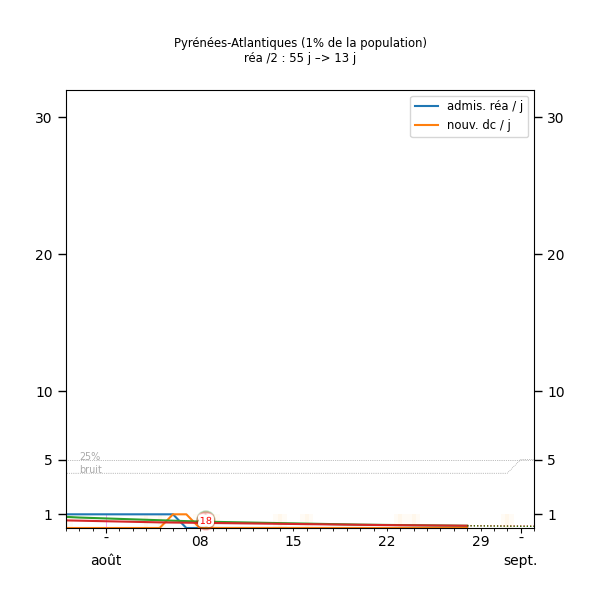 Pyrénées-Atlantiques (1% de la population)
réa /2 : 55 j –> 13 j
admis. réa / j
nouv. dc / j
30 30
20 20
10 10
25%
5 5
bruit
18
1 1
- 08 15 22 29 -
août sept.